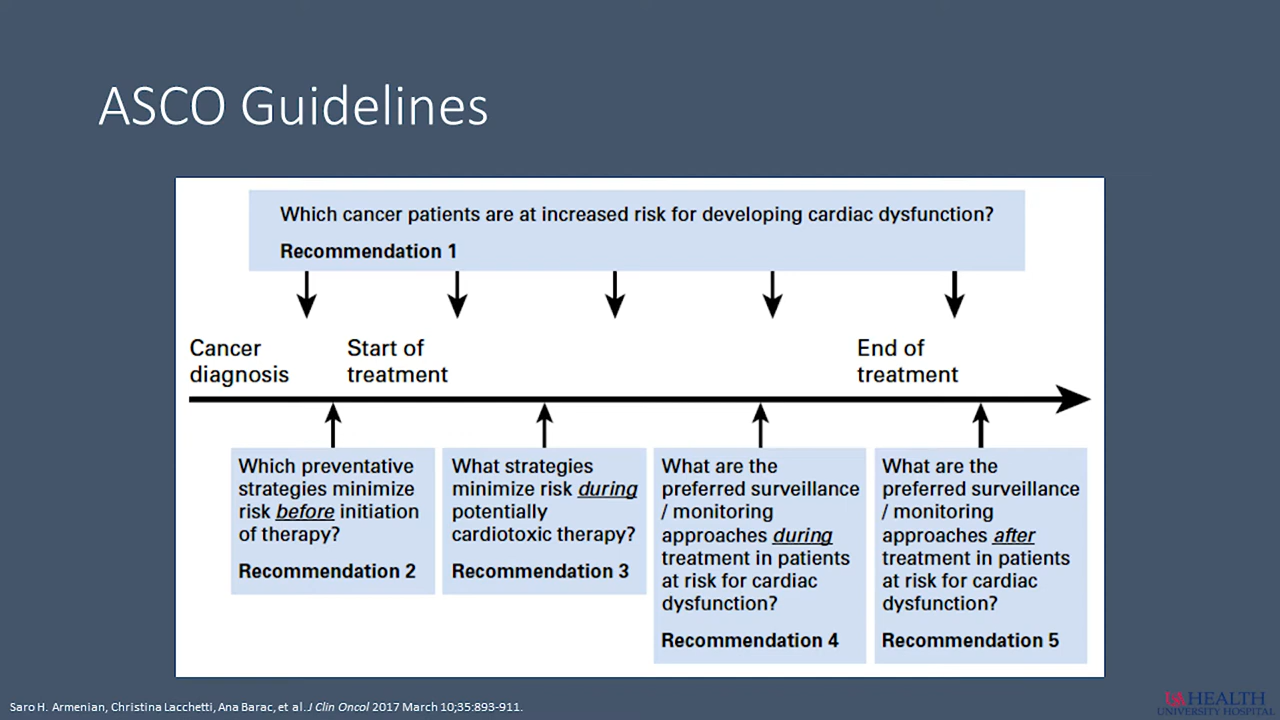 ASCO Guidelines
Which cancer patients are at increased risk for developing cardiac dysfunction?
Recommendation 1
Cancer
diagnosis
Start of
treatment
End of
treatment
Which preventative
strategies minimize
risk before initiation
of therapy?
Recommendation 2
What strategies
minimize risk during
potentially
cardiotoxic therapy?
Recommendation 3
What are the
preferred surveillance
/ monitoring
approaches during
treatment in patients
at risk for cardiac
dysfunction?
Recommendation 4
What are the
preferred surveillance
/ monitoring
approaches after
treatment in patients
at risk for cardiac
dysfunction?
Recommendation 5
Saro H. Armenian, Christina Lacchetti, Ana Barac, et al. J Clin Oncol 2017 March 10;35:893-911.
HEALTH
UNIVERSITY HOSPITAL